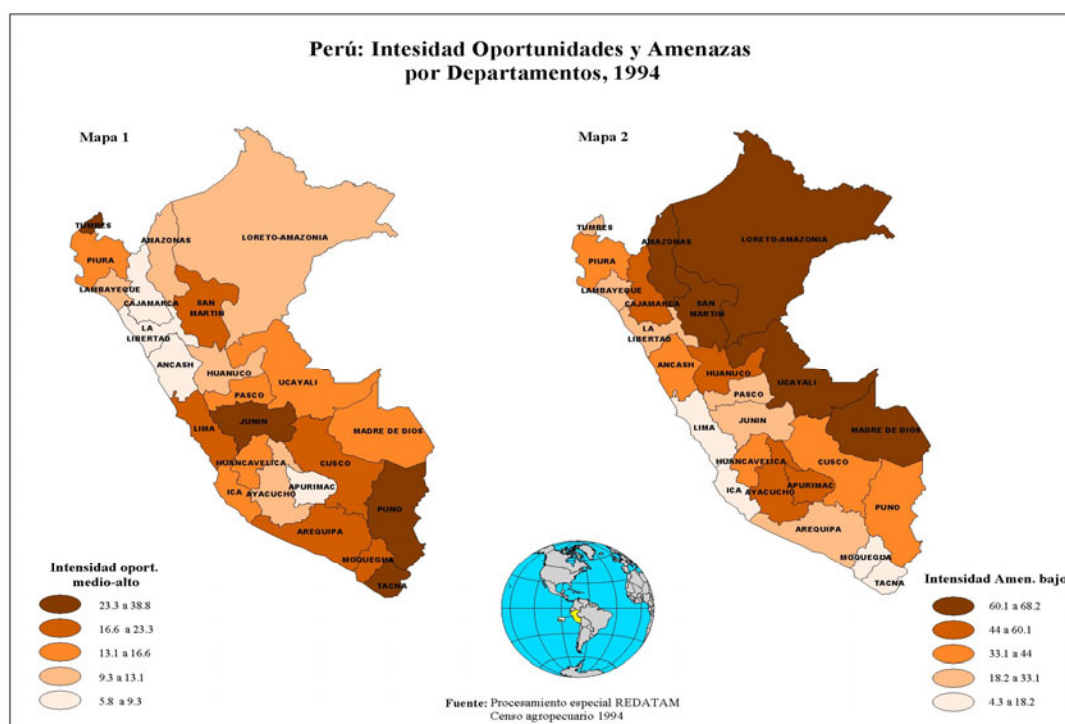 Perú: Intesidad Oportunidades y Amenazas
por Departamentos, 1994
Mapa 1
TUMBES
PIURA
AMAZONAS
LORETO-AMAZONIA
LAMBAYEQUE
CAJAMARCA
SAN
MARTIN
LA
LIBERTAD
ANCASH
HUANUCO
UCAYALI
PASCO
LIMA
JUNIN
MADRE DE DIOS
HUANCAVELICA
CUSCO
ICA
AYACUCHO
APURIMAC
PUNO
AREQUIPA
MOQUEGUA
TACNA
Intensidad oport.
medio-alto
23.3 a 38.8
16.6 a 23.3
13.1 a 16.6
9.3 a 13.1
5.8 a 9.3
Mapa 2
TUMBES
PIURA
AMAZONAS
LORETO-AMAZONIA
LAMBAYEQUE
CAJAMARCA
SAN
MARTIN
LA
LIBERTAD
ANCASH
HUANUCO
UCAYALI
PASCO
LIMA
JUNIN
MADRE DE DIOS
HUANCAVELICA
CUSCO
ICA
AYACUCHO
APURIMAC
PUNO
AREQUIPA
MOQUEGUA
TACNA
Intensidad Amen. bajo
60.1 a 68.2
44 a 60.1
33.1 a 44
18.2 a 33.1
4.3 a 18.2
Fuente: Procesamiento especial REDATAM
Censo agropecuario 1994